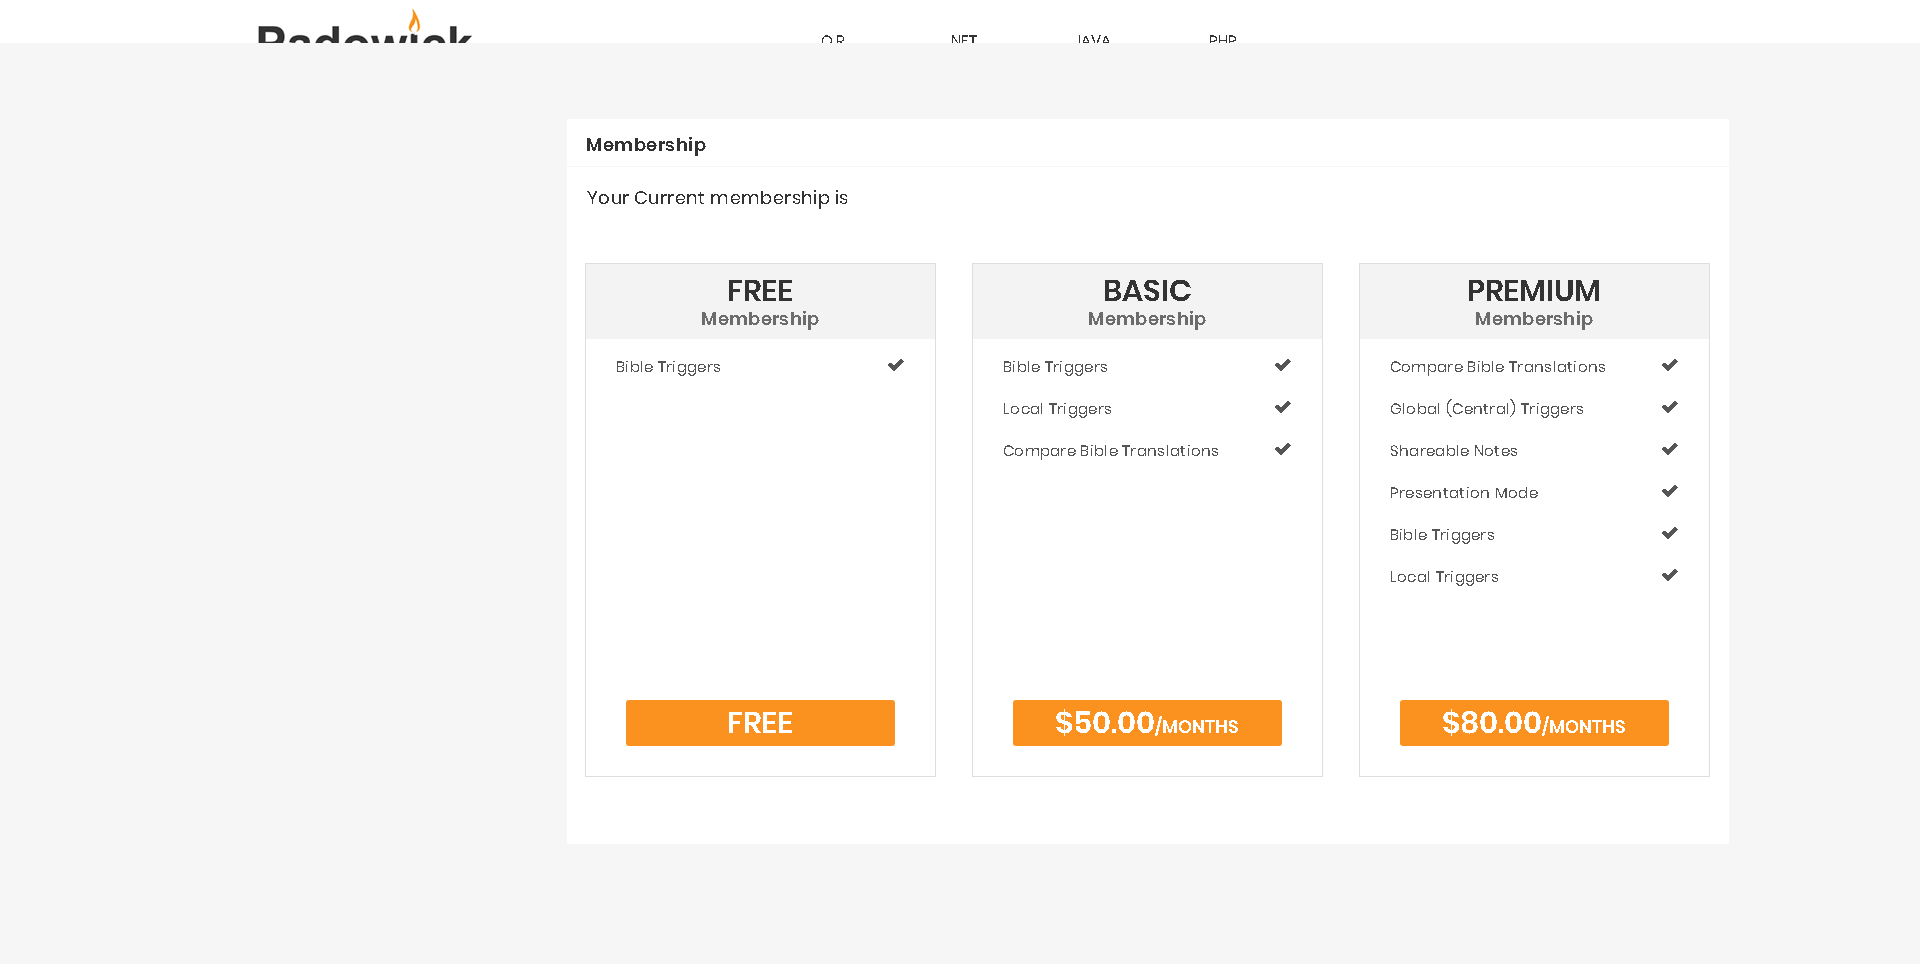 Radowick
Q.R
.NET
JAVA
PHP
Membership
Your Current membership is
FREE
Membership
Bible Triggers
FREE
BASIC
Membership
Bible Triggers
Local Triggers
Compare Bible Translations
$50.00/MONTHS
PREMIUM
Membership
Compare Bible Translations
Global (Central) Triggers
Shareable Notes
Presentation Mode
Bible Triggers
Local Triggers
$80.00/MONTHS